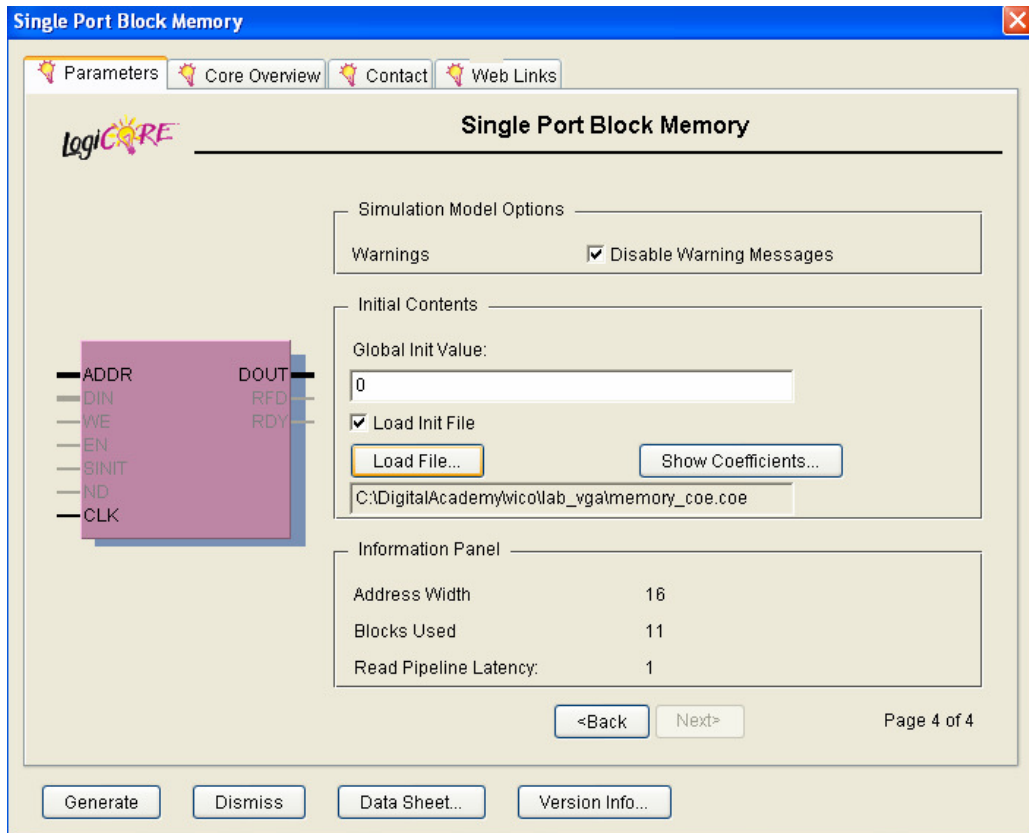 Single Port Block Memory
Parameters Core Overview Contact Web Links
LogiCORE
Single Port Block Memory
Simulation Model Options
Warnings Disable Warning Messages
Initial Contents
Global Init Value:
0
Load Init File
Load File... Show Coefficients...
C:\DigitalAcademy\vico\lab_vga\memory_coe.coe
ADDR DOUT
DIN RFD
WE RDY
EN
SINIT
ND
CLK
Information Panel
Address Width 16
Blocks Used 11
Read Pipeline Latency: 1
<Back Next> Page 4 of 4
Generate Dismiss Data Sheet... Version Info...